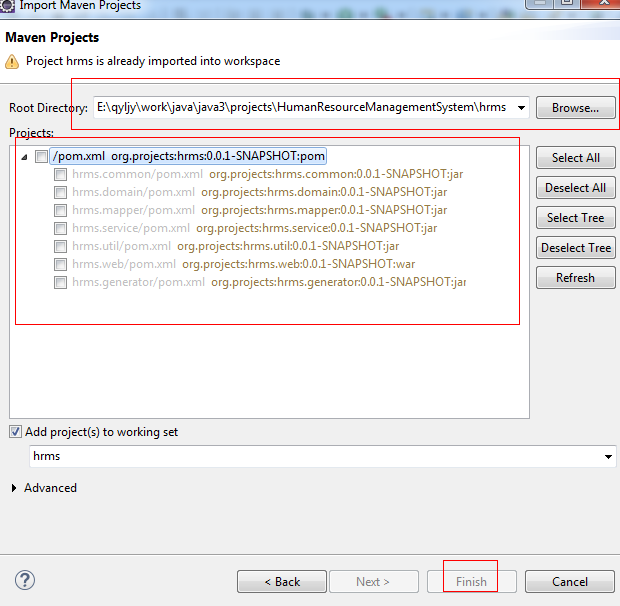 Import Maven Projects
Maven Projects
Project hrms is already imported into workspace
Root Directory: E:\qyljy\work\java\java3\projects\HumanResourceManagementSystem\hrms Browse...
Projects:
/pom.xml org.projects:hrms:0.0.1-SNAPSHOT:pom
hrms.common/pom.xml org.projects:hrms.common:0.0.1-SNAPSHOT:jar
hrms.domain/pom.xml org.projects:hrms.domain:0.0.1-SNAPSHOT:jar
hrms.mapper/pom.xml org.projects:hrms.mapper:0.0.1-SNAPSHOT:jar
hrms.service/pom.xml org.projects:hrms.service:0.0.1-SNAPSHOT:jar
hrms.util/pom.xml org.projects:hrms.util:0.0.1-SNAPSHOT:jar
hrms.web/pom.xml org.projects:hrms.web:0.0.1-SNAPSHOT:war
hrms.generator/pom.xml org.projects:hrms.generator:0.0.1-SNAPSHOT:jar
Select All
Deselect All
Select Tree
Deselect Tree
Refresh
Add project(s) to working set
hrms
Advanced
?
< Back Next > Finish Cancel